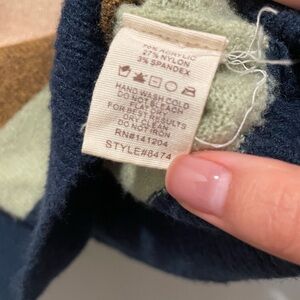 70% ACRYLIC
27% NYLON
3% SPANDEX
HAND WASH COLD
DO NOT BLEACH
FLAT DRY
FOR BEST RESULTS
DRY CLEAN
DO NOT IRON
RN#141204
STYLE#8474